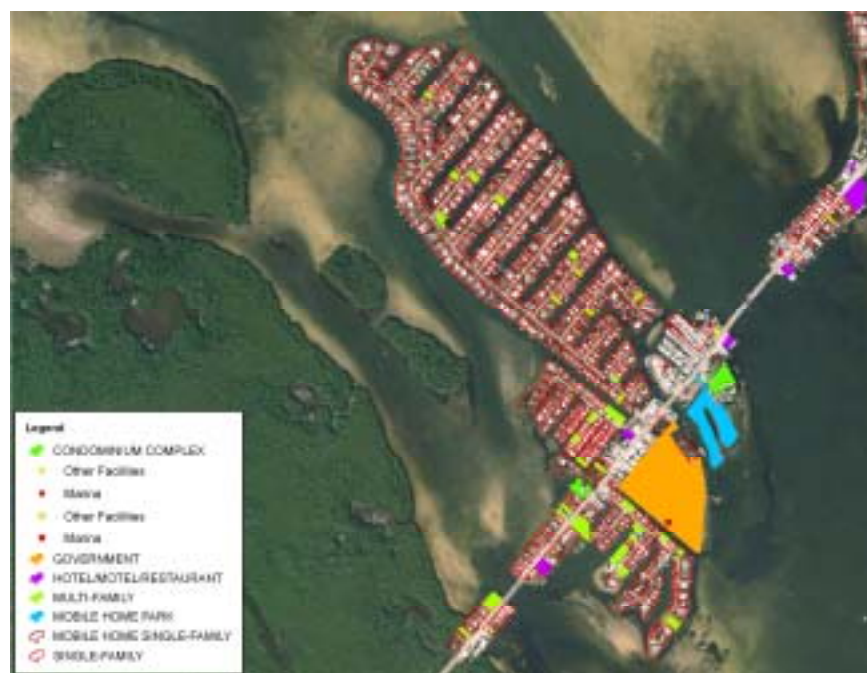 Legend
CONDOMINIUM COMPLEX
Other Facilities
Marina
Other Facilities
Marina
GOVERNMENT
HOTEL/MOTEL/RESTAURANT
MULTI-FAMILY
MOBILE HOME PARK
MOBILE HOME SINGLE-FAMILY
SINGLE-FAMILY